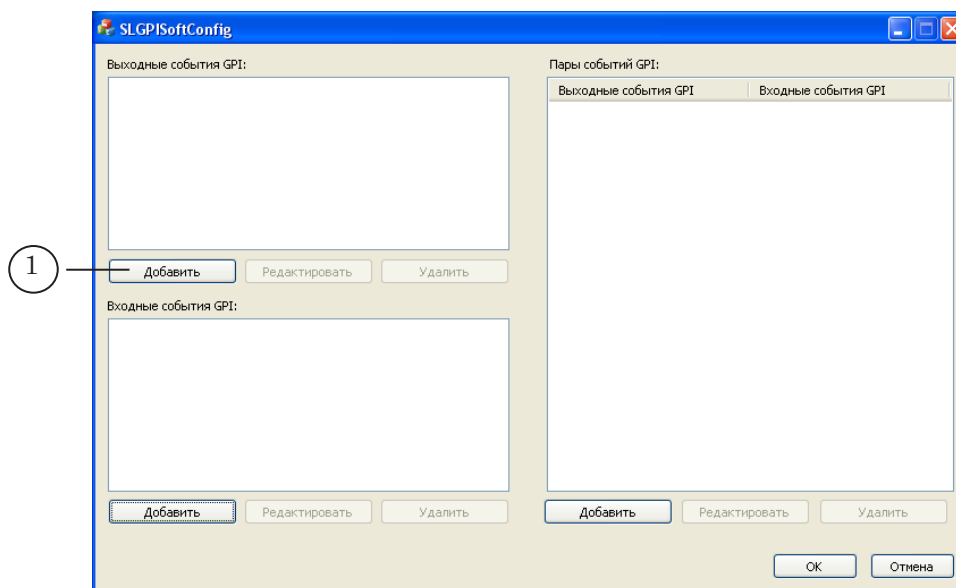 SLGPISoftConfig
Выходные события GPI:
Добавить Редактировать Удалить
1
Входные события GPI:
Добавить Редактировать Удалить
Пары событий GPI:
Выходные события GPI Входные события GPI
Добавить Редактировать Удалить
OK Отмена